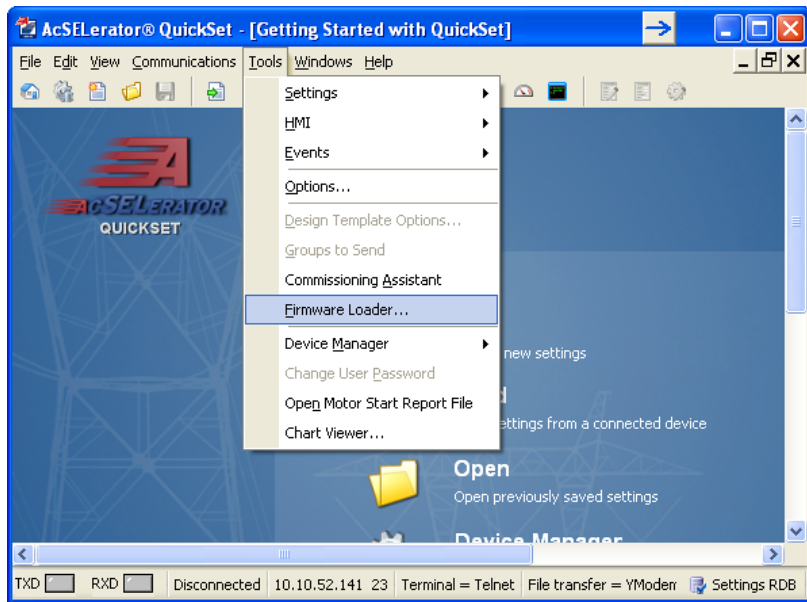 AcSELerator® QuickSet - [Getting Started with QuickSet]
File Edit View Communications Tools Windows Help
Settings
HMI
Events
Options...
Design Template Options...
Groups to Send
Commissioning Assistant
Firmware Loader...
Device Manager
Change User Password
Open Motor Start Report File
Chart Viewer...
ACSELERATOR
QUICKSET
new settings
ettings from a connected device
Open
Open previously saved settings
Device Manager
TXD RXD Disconnected 10.10.52.141 23 Terminal = Telnet File transfer = YModem Settings RDB